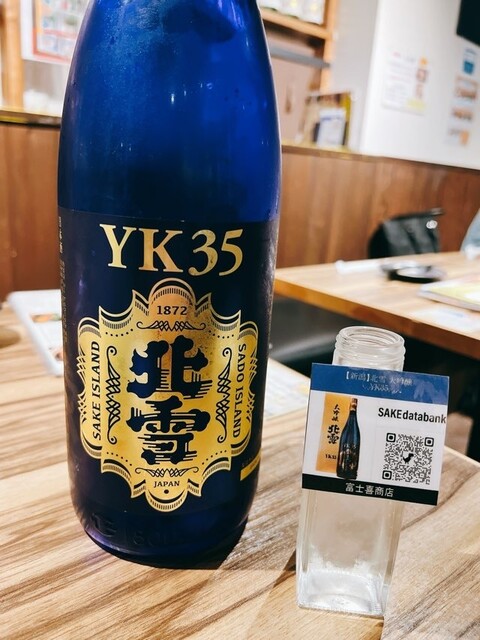 YK35
1872
SAKE ISLAND
北雪
SADO ISLAND
JAPAN
【新潟】北雪 大吟醸
YK35
大吟醸
北雪
SAKEdatabank
富士喜商店